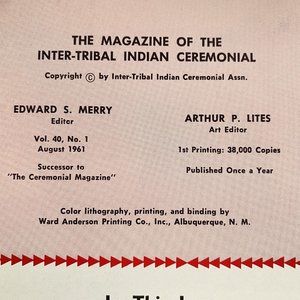 THE MAGAZINE OF THE
INTER-TRIBAL INDIAN CEREMONIAL
Copyright © by Inter-Tribal Indian Ceremonial Assn.
EDWARD S. MERRY
Editor
Vol. 40, No. 1
August 1961
Successor to
"The Ceremonial Magazine"
ARTHUR P. LITES
Art Editor
1st Printing: 38,000 Copies
Published Once a Year
Color lithography, printing, and binding by
Ward Anderson Printing Co., Inc., Albuquerque, N. M.